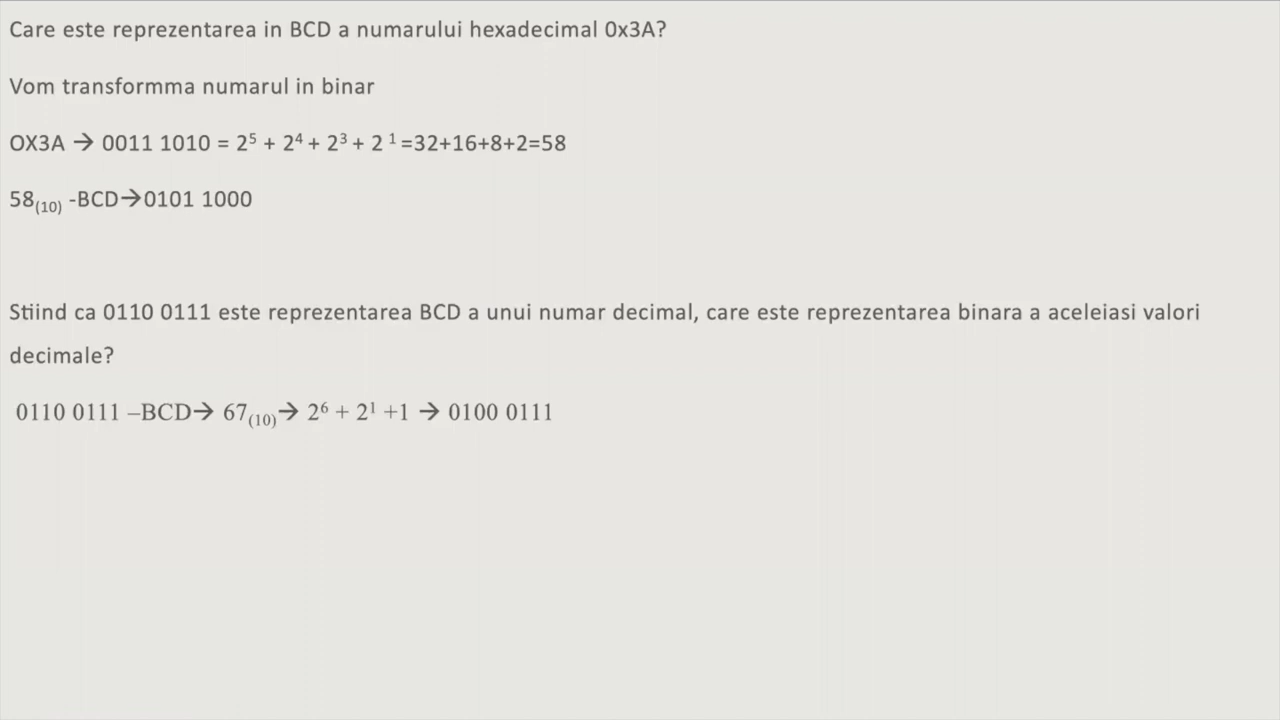 Care este reprezentarea in BCD a numarului hexadecimal 0x3A?
Vom transformma numarul in binar
OX3A → 0011 1010 = 2⁵ + 2⁴ + 2³ + 2 ¹ =32+16+8+2=58
58₍₁₀₎ -BCD→0101 1000
Stiind ca 0110 0111 este reprezentarea BCD a unui numar decimal, care este reprezentarea binara a aceleiasi valori
decimale?
0110 0111 –BCD→ 67₍₁₀₎→ 2⁶ + 2¹ +1 → 0100 0111